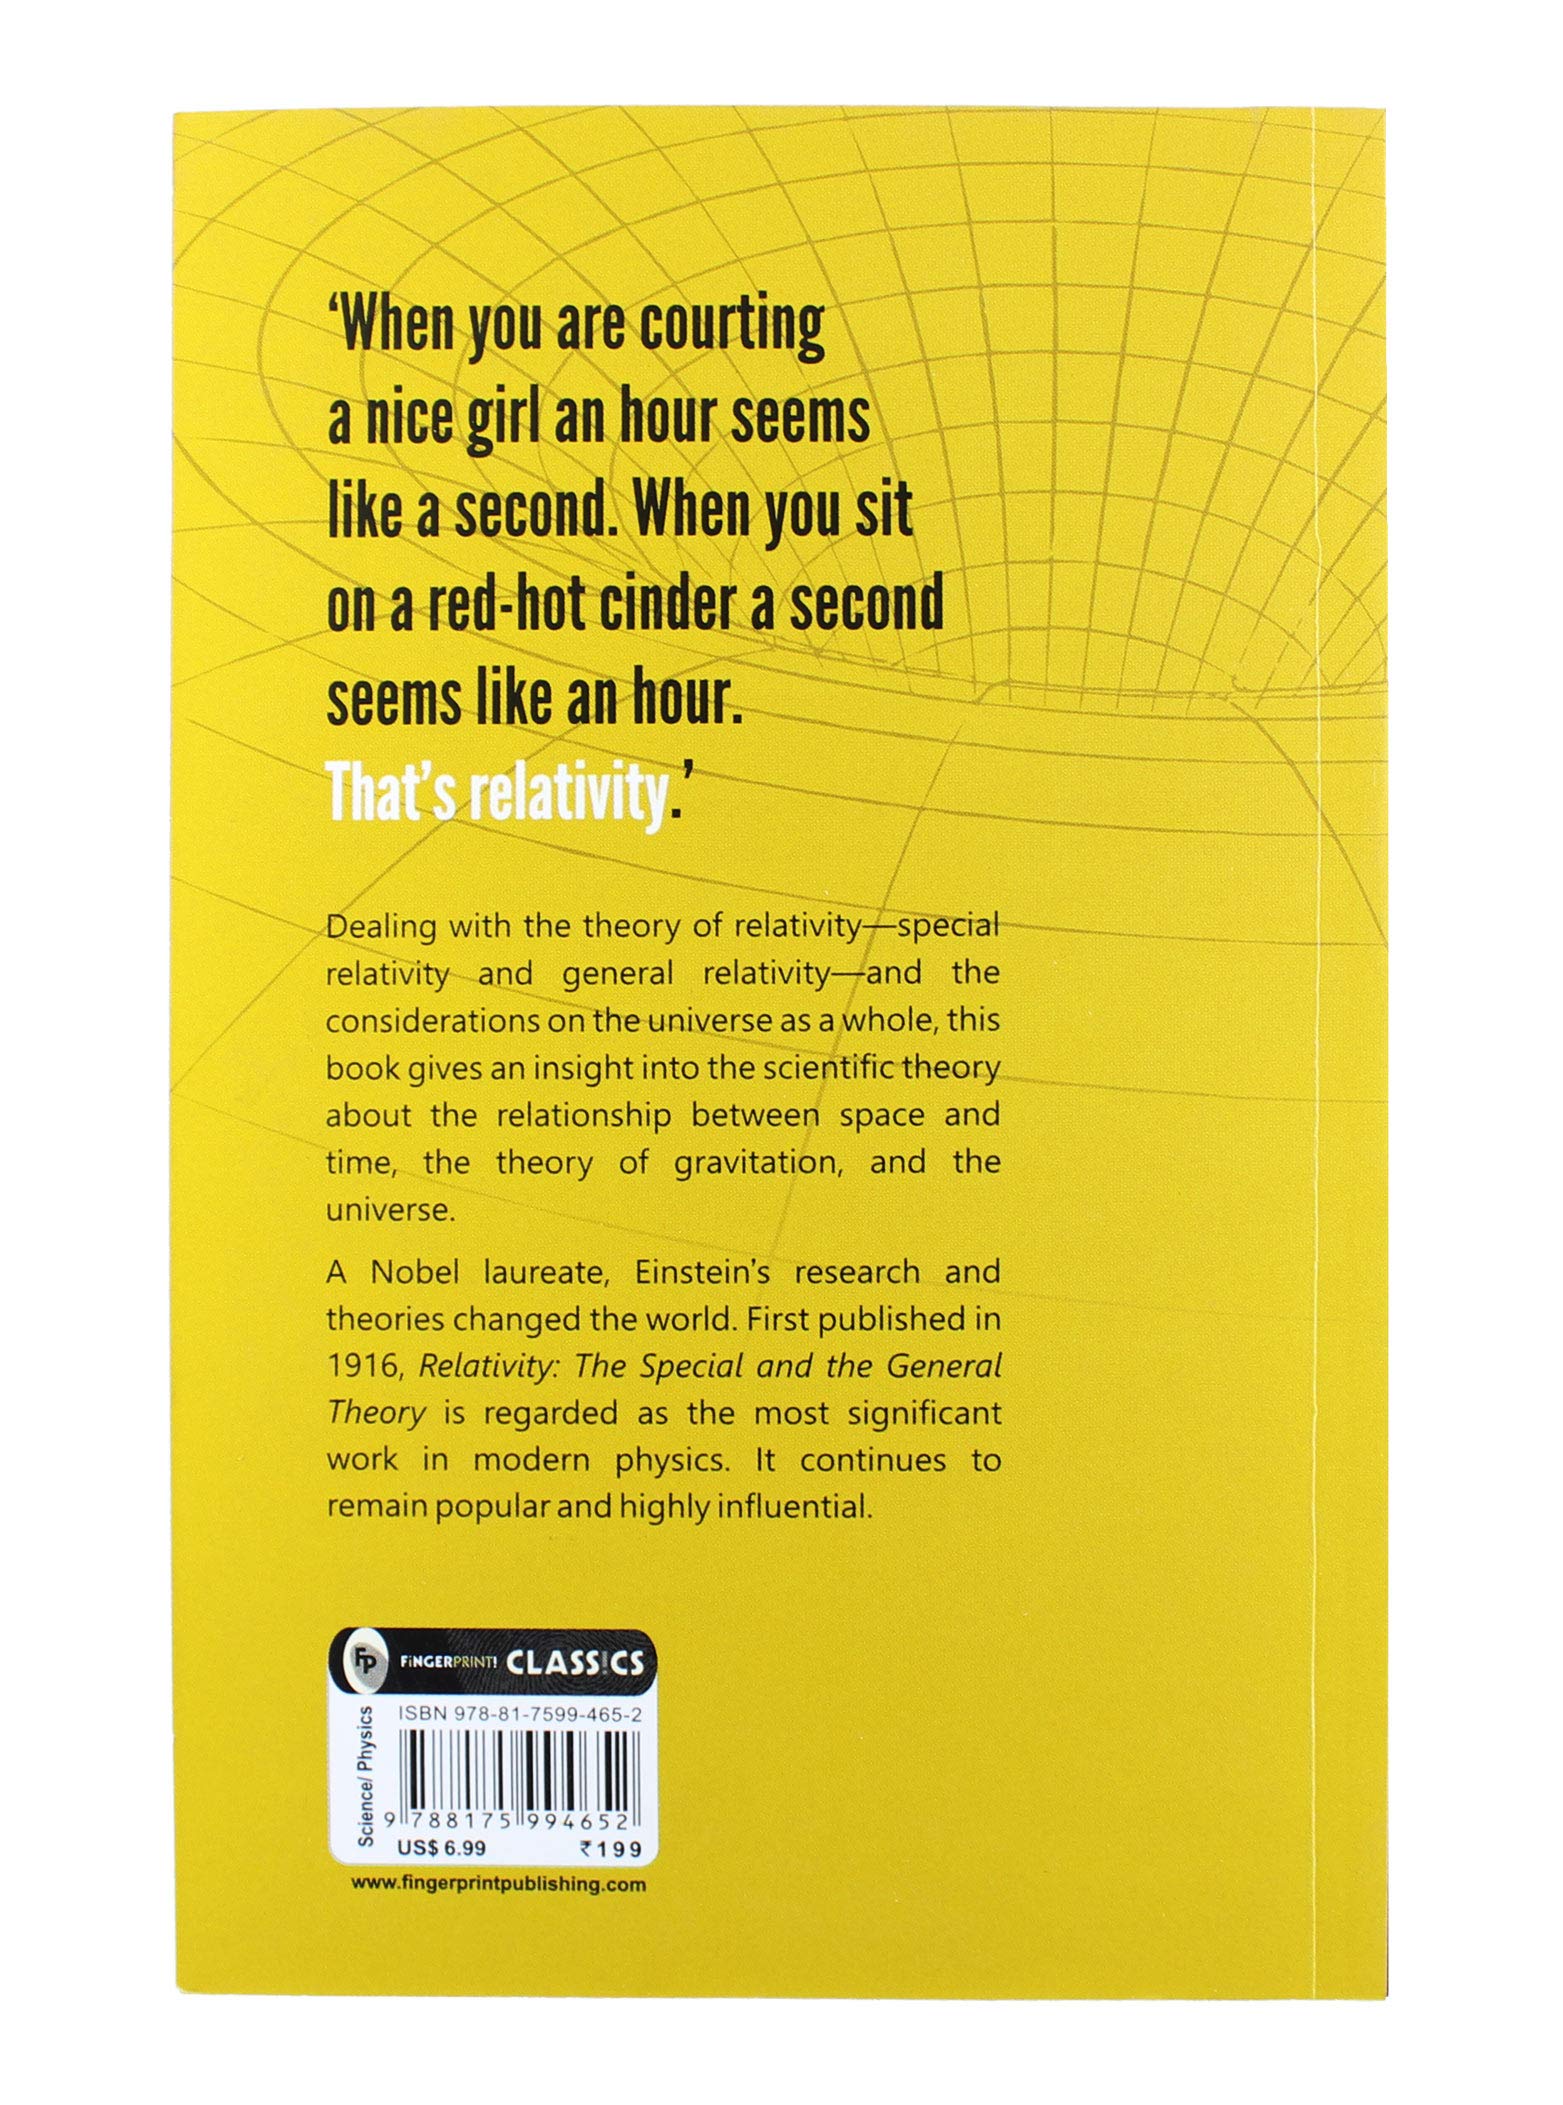 ‘When you are courting
a nice girl an hour seems
like a second. When you sit
on a red-hot cinder a second
seems like an hour.
That’s relativity.’
Dealing with the theory of relativity—special
relativity and general relativity—and the
considerations on the universe as a whole, this
book gives an insight into the scientific theory
about the relationship between space and
time, the theory of gravitation, and the
universe.
A Nobel laureate, Einstein’s research and
theories changed the world. First published in
1916, Relativity: The Special and the General
Theory is regarded as the most significant
work in modern physics. It continues to
remain popular and highly influential.
FP FiNGERPRINT! CLASS!CS
Science/ Physics
ISBN 978-81-7599-465-2
9 788175 994652
US$ 6.99 ₹199
www.fingerprintpublishing.com